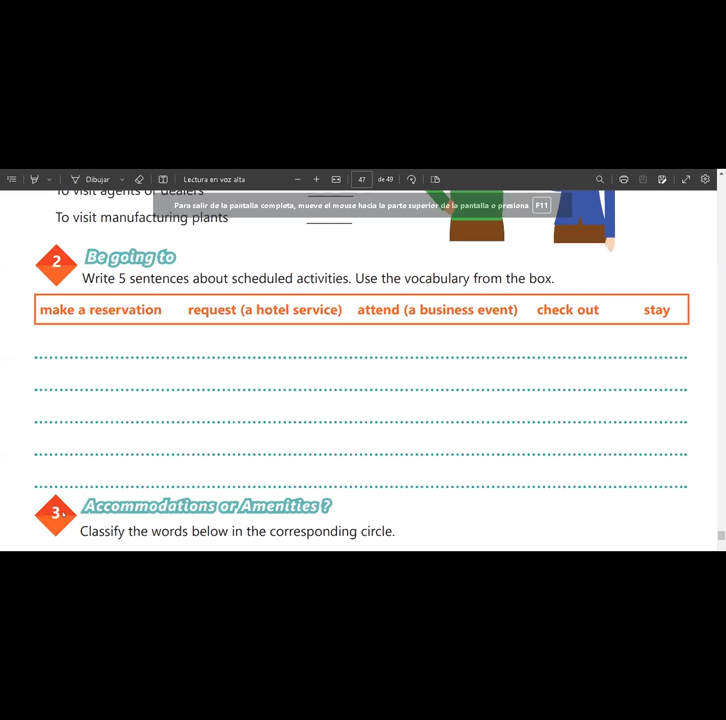 Dibujar
Lectura en voz alta
47
de 49
To visit agents or dealers
Para salir de la pantalla completa, mueve el mouse hacia la parte superior de la pantalla o presiona F11
To visit manufacturing plants
2
Be going to
Write 5 sentences about scheduled activities. Use the vocabulary from the box.
make a reservation request (a hotel service) attend (a business event) check out stay
3
Accommodations or Amenities ?
Classify the words below in the corresponding circle.